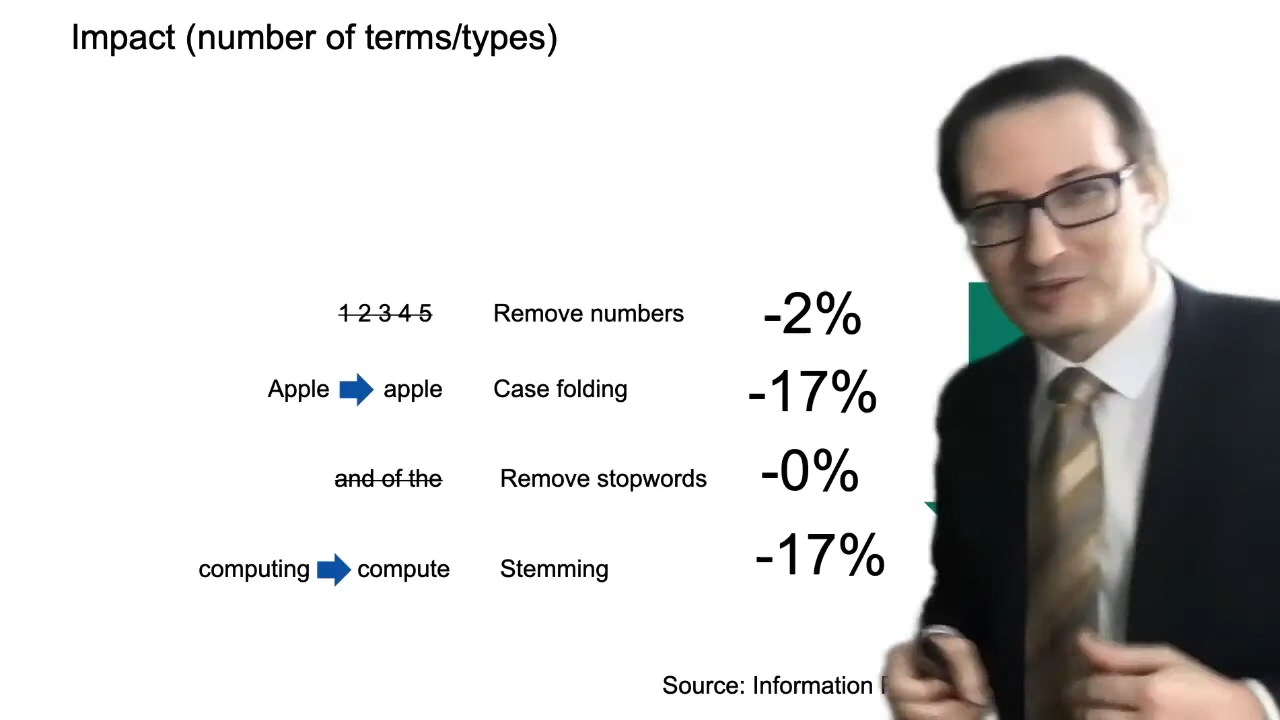 Impact (number of terms/types)
1 2 3 4 5 Remove numbers -2%
Apple apple Case folding -17%
and of the Remove stopwords -0%
computing compute Stemming -17%
Source: Information